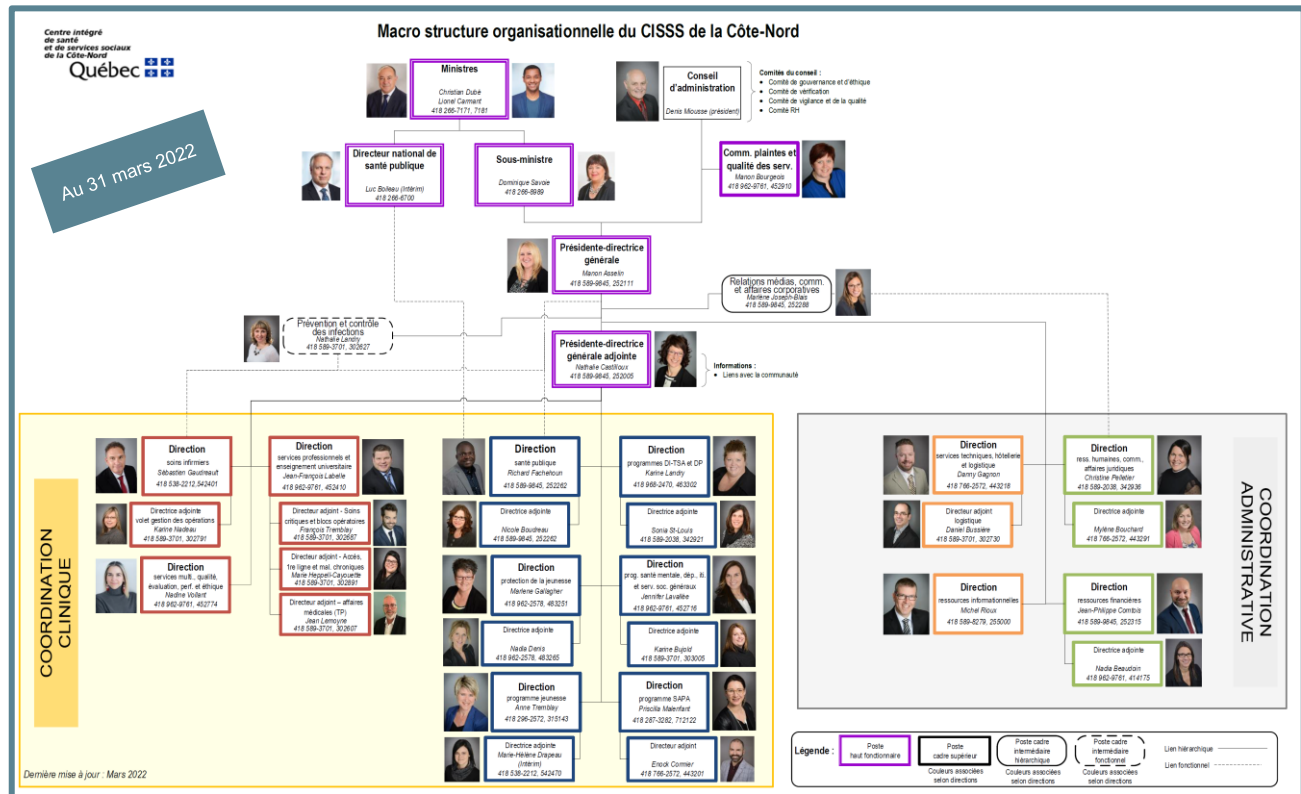 Centre intégré
de santé
et de services sociaux
de la Côte-Nord
Québec
Macro structure organisationnelle du CISSS de la Côte-Nord
Au 31 mars 2022
Ministres
Christian Dubé
Lionel Carmant
418 266-7171, 7181
Conseil
d'administration
Denis Miousse (président)
Comités du conseil :
• Comité de gouvernance et d'éthique
• Comité de vérification
• Comité de vigilance et de la qualité
• Comité RH
Directeur national de
santé publique
Luc Boileau (Intérim)
418 266-6700
Sous-ministre
Dominique Savoie
418 266-8989
Comm. plaintes et
qualité des serv.
Manon Bourgeois
418 962-9761, 452910
Présidente-directrice
générale
Manon Asselin
418 589-9845, 252111
Relations médias, comm.
et affaires corporatives
Marlène Joseph-Blais
418 589-9845, 252288
Prévention et contrôle
des infections
Nathalie Landry
418 589-3701, 302627
Présidente-directrice
générale adjointe
Nathalie Castilloux
418 589-9845, 252005
Informations :
• Liens avec la communauté
COORDINATION
CLINIQUE
Direction
soins infirmiers
Sébastien Gaudreault
418 538-2212,542401
Directrice adjointe
volet gestion des opérations
Karine Nadeau
418 589-3701, 302791
Direction
services multi., qualité,
évaluation, perf. et éthique
Nadine Vollant
418 962-9761, 452774
Direction
services professionnels et
enseignement universitaire
Jean-François Labelle
418 962-9761, 452410
Directeur adjoint - Soins
critiques et blocs opératoires
François Tremblay
418 589-3701, 302687
Directeur adjoint - Accès,
1re ligne et mal. chroniques
Marie Heppell-Cayouette
418 589-3701, 302891
Directeur adjoint – affaires
médicales (TP)
Jean Lemoyne
418 589-3701, 302607
Direction
santé publique
Richard Fachehoun
418 589-9845, 252262
Directrice adjointe
Nicole Boudreau
418 589-9845, 252262
Direction
protection de la jeunesse
Marlene Gallagher
418 962-2578, 483251
Directrice adjointe
Nadia Denis
418 962-2578, 483265
Direction
programme jeunesse
Anne Tremblay
418 296-2572, 315143
Directrice adjointe
Marie-Hélène Drapeau
(Intérim)
418 538-2212, 542470
Direction
programmes DI-TSA et DP
Karine Landry
418 968-2470, 463302
Directrice adjointe
Sonia St-Louis
418 589-2038, 342921
Direction
prog. santé mentale, dép., iti.
et serv. soc. généraux
Jennifer Lavallée
418 962-9761, 452716
Directrice adjointe
Karine Bujold
418 589-3701, 303005
Direction
programme SAPA
Priscilla Malenfant
418 287-3282, 712122
Directeur adjoint
Enock Cormier
418 766-2572, 443201
Dernière mise à jour : Mars 2022
Direction
services techniques, hôtellerie
et logistique
Danny Gagnon
418 766-2572, 443218
Directeur adjoint
logistique
Daniel Bussière
418 589-3701, 302730
Direction
ressources informationnelles
Michel Rioux
418 589-6279, 255000
Direction
ress. humaines, comm.,
affaires juridiques
Christine Pelletier
418 589-2038, 342936
Directrice adjointe
Mylène Bouchard
418 766-2572, 443291
Direction
ressources financières
Jean-Philippe Comtois
418 589-9845, 252315
Directrice adjointe
Nadia Beaudoin
418 962-9761, 414175
COORDINATION
ADMINISTRATIVE
Légende :
Poste
haut fonctionnaire
Poste
cadre supérieur
Couleurs associées
selon directions
Poste cadre
intermédiaire
hiérarchique
Couleurs associées
selon directions
Poste cadre
intermédiaire
fonctionnel
Couleurs associées
selon directions
Lien hiérarchique
Lien fonctionnel